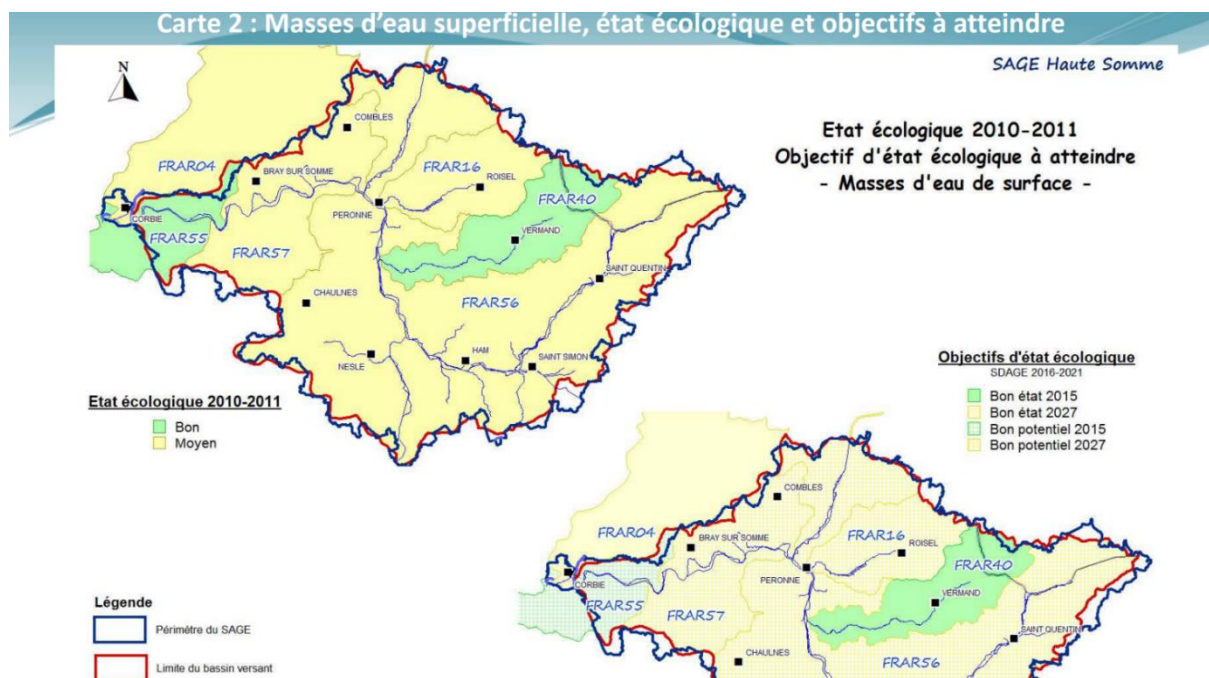 Carte 2 : Masses d'eau superficielle, état écologique et objectifs à atteindre
SAGE Haute Somme
Etat écologique 2010-2011
Objectif d'état écologique à atteindre
- Masses d'eau de surface -
N
COMBLES
FRAR04
FRAR16
BRAY SUR SOMME
ROISEL
FRAR40
PERONNE
CORBIE
FRAR55
VERMAND
FRAR57
SAINT QUENTIN
CHAULNES
FRAR56
NESLE
HAM
SAINT SIMON
Etat écologique 2010-2011
Bon
Moyen
Objectifs d'état écologique
SDAGE 2016-2021
Bon état 2015
Bon état 2027
Bon potentiel 2015
Bon potentiel 2027
COMBLES
FRAR04
FRAR16
BRAY SUR SOMME
ROISEL
FRAR40
PERONNE
CORBIE
FRAR55
VERMAND
FRAR57
SAINT QUENTIN
CHAULNES
FRAR56
Légende
Périmètre du SAGE
Limite du bassin versant